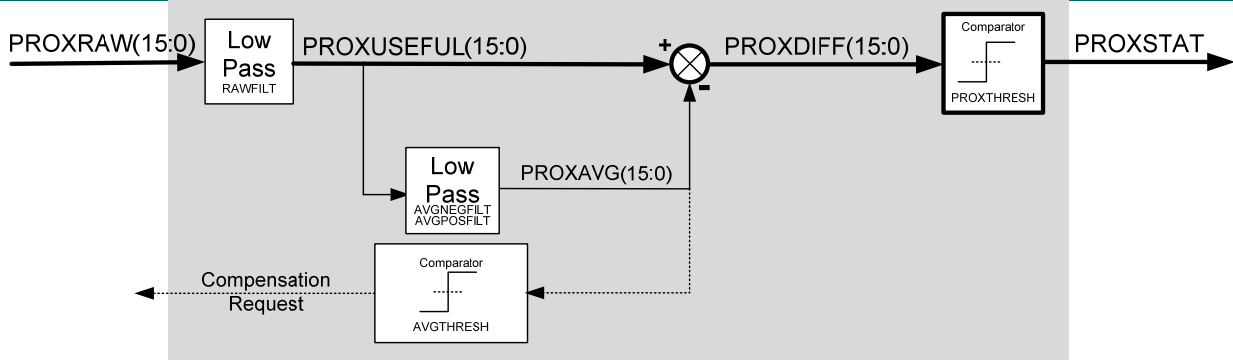 PROXRAW(15:0)
Low
Pass
RAWFILT
PROXUSEFUL(15:0)
+
-
PROXDIFF(15:0)
Comparator
PROXTHRESH
PROXSTAT
Low
Pass
AVGNEGFILT
AVGPOSFILT
PROXAVG(15:0)
Comparator
AVGTHRESH
Compensation
Request